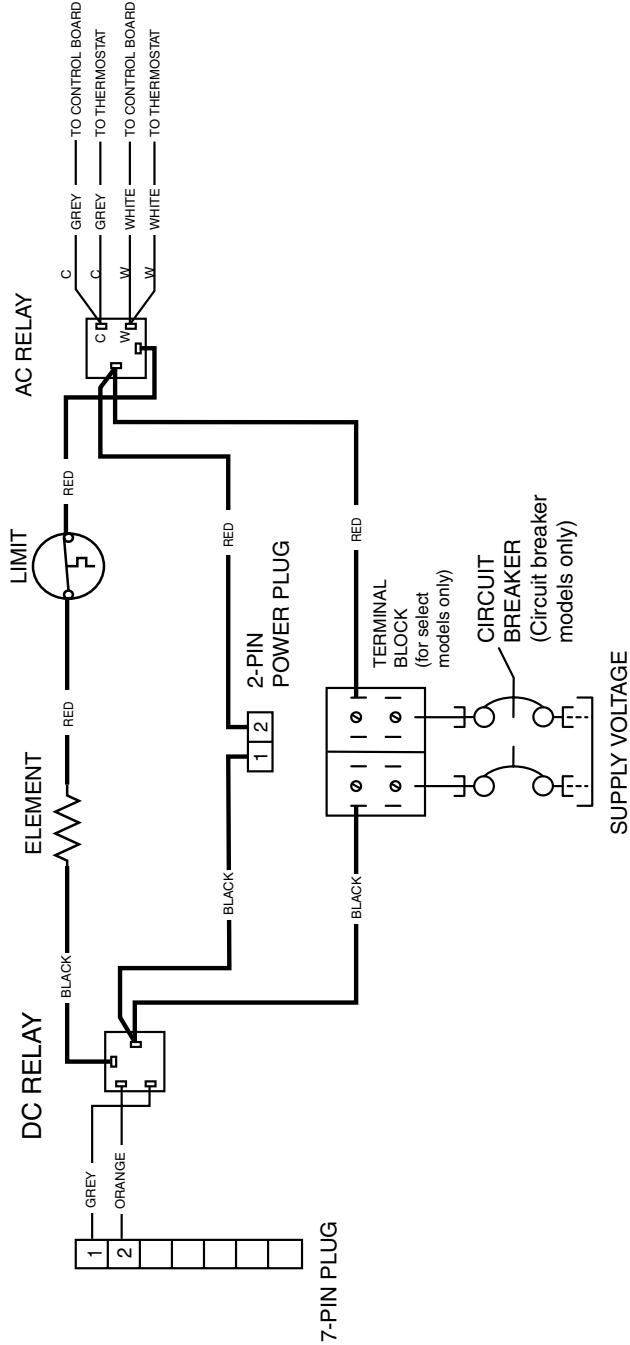 DC RELAY
ELEMENT
LIMIT
AC RELAY
BLACK
RED
RED
C
GREY
TO CONTROL BOARD
C
C
GREY
TO THERMOSTAT
W
W
WHITE
TO CONTROL BOARD
W
WHITE
TO THERMOSTAT
1
GREY
2
ORANGE
7-PIN PLUG
BLACK
1
2
RED
2-PIN
POWER PLUG
BLACK
RED
TERMINAL
BLOCK
(for select
models only)
CIRCUIT
BREAKER
(Circuit breaker
models only)
SUPPLY VOLTAGE